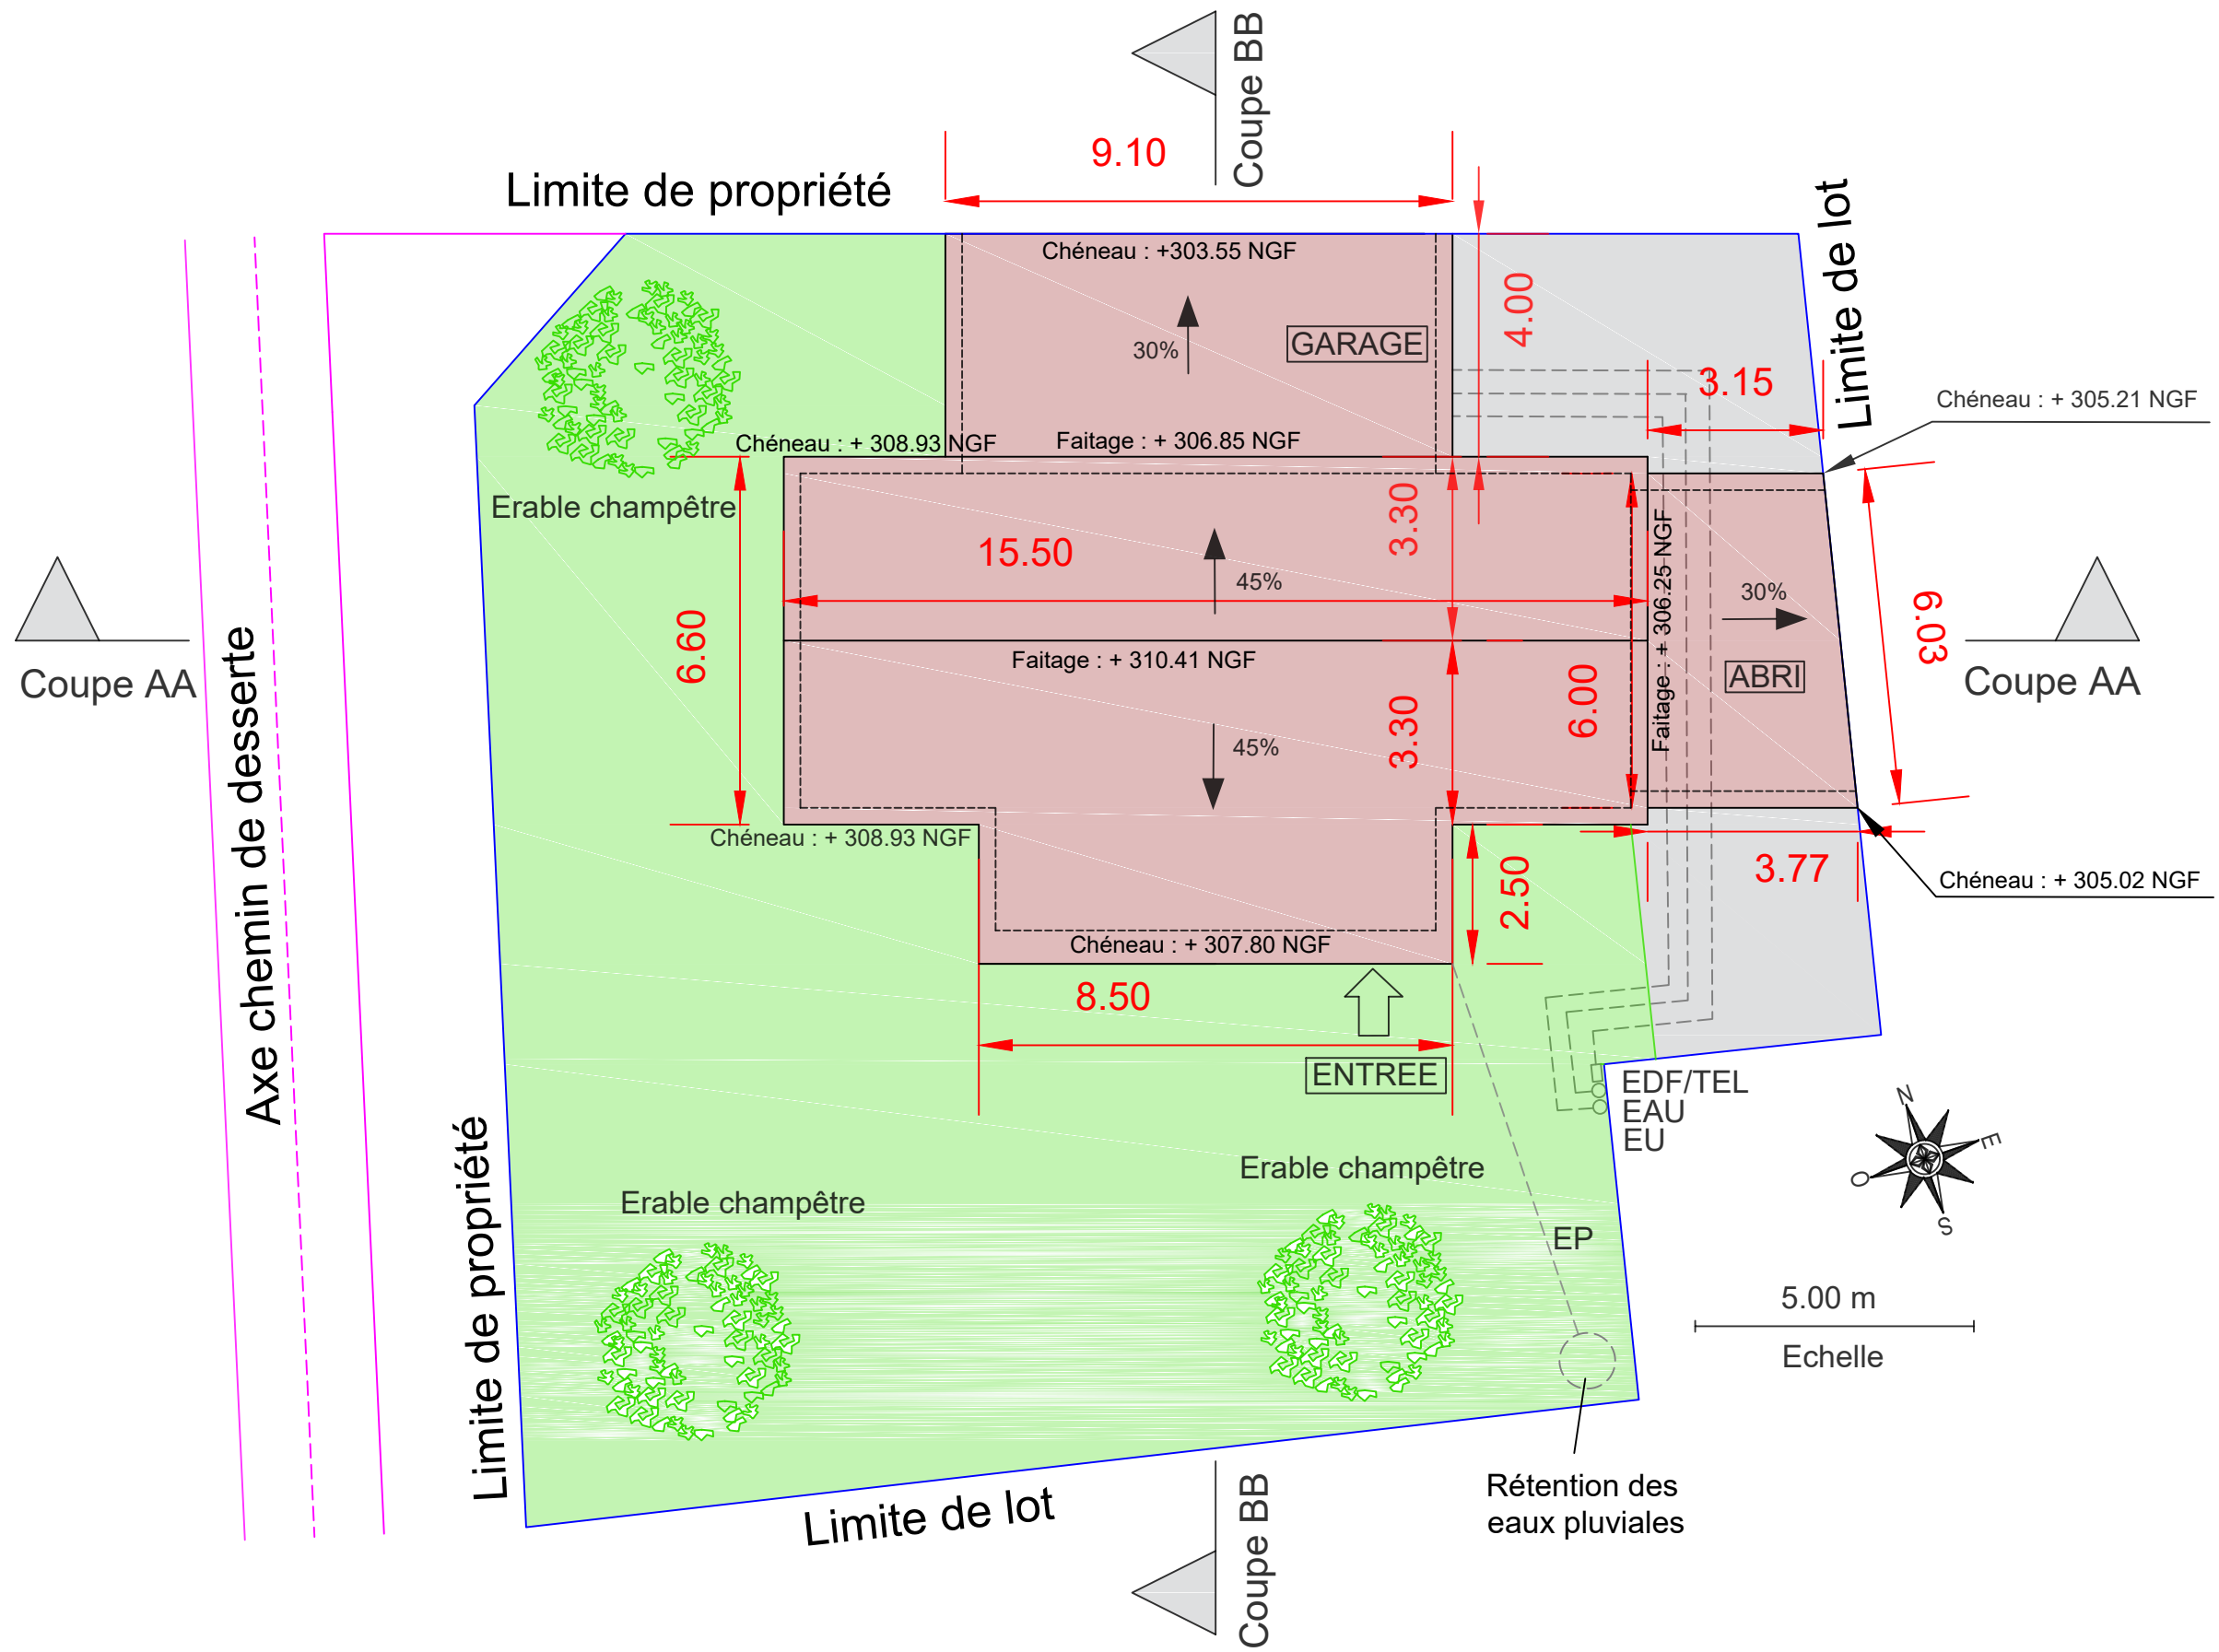 Coupe BB
9.10
Limite de propriété
Limite de lot
Chéneau : +303.55 NGF
4.00
GARAGE
30%
3.15
Chéneau : + 305.21 NGF
Chéneau : + 308.93 NGF
Faitage : + 306.85 NGF
Erable champêtre
3.30
15.50
45%
Faitage : + 306.25 NGF
30%
6.03
6.60
Faitage : + 310.41 NGF
6.00
ABRI
Coupe AA
Coupe AA
Axe chemin de desserte
3.30
45%
Chéneau : + 308.93 NGF
3.77
2.50
Chéneau : + 305.02 NGF
Chéneau : + 307.80 NGF
8.50
ENTREE
EDF/TEL
EAU
EU
N
E
O
S
Limite de propriété
Erable champêtre
Erable champêtre
EP
5.00 m
Echelle
Rétention des
eaux pluviales
Limite de lot
Coupe BB